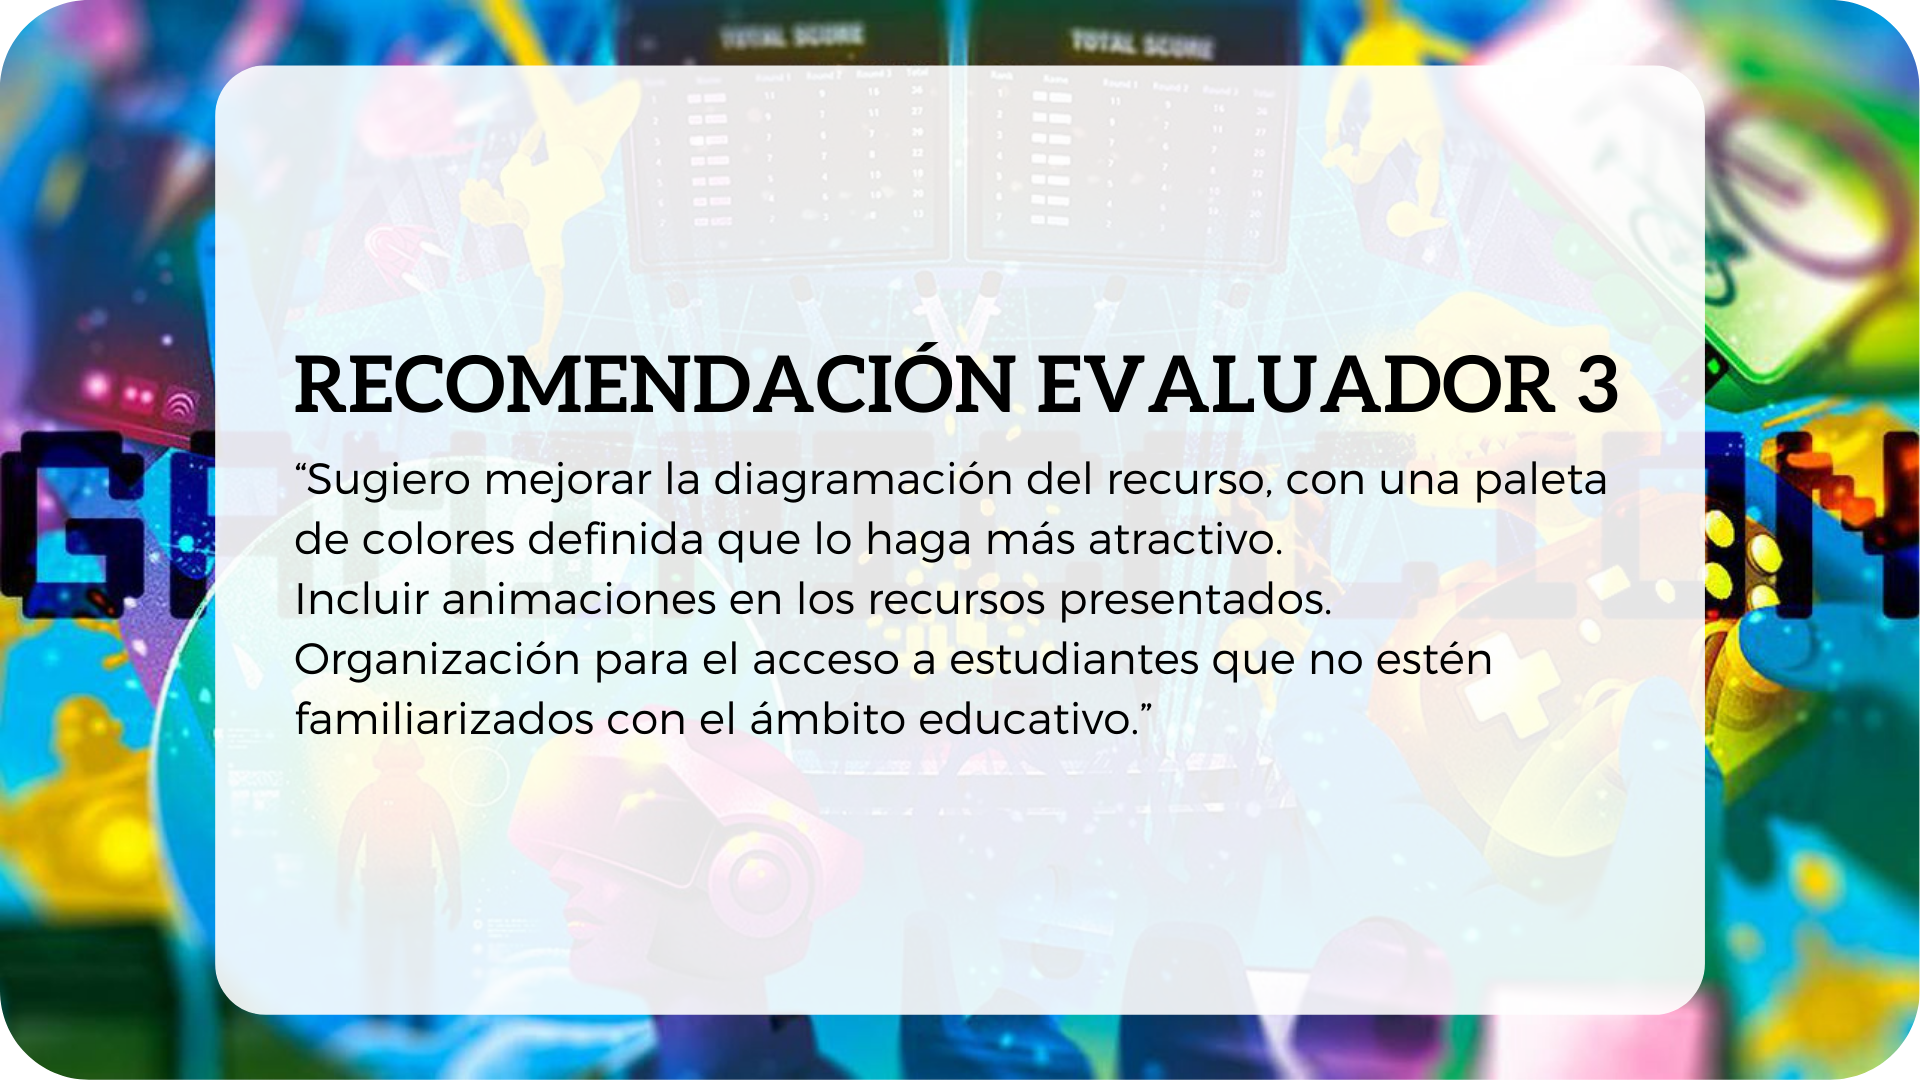 TOTAL SCORE
TOTAL SCORE
RECOMENDACIÓN EVALUADOR 3
“Sugiero mejorar la diagramación del recurso, con una paleta
de colores definida que lo haga más atractivo.
Incluir animaciones en los recursos presentados.
Organización para el acceso a estudiantes que no estén
familiarizados con el ámbito educativo.”